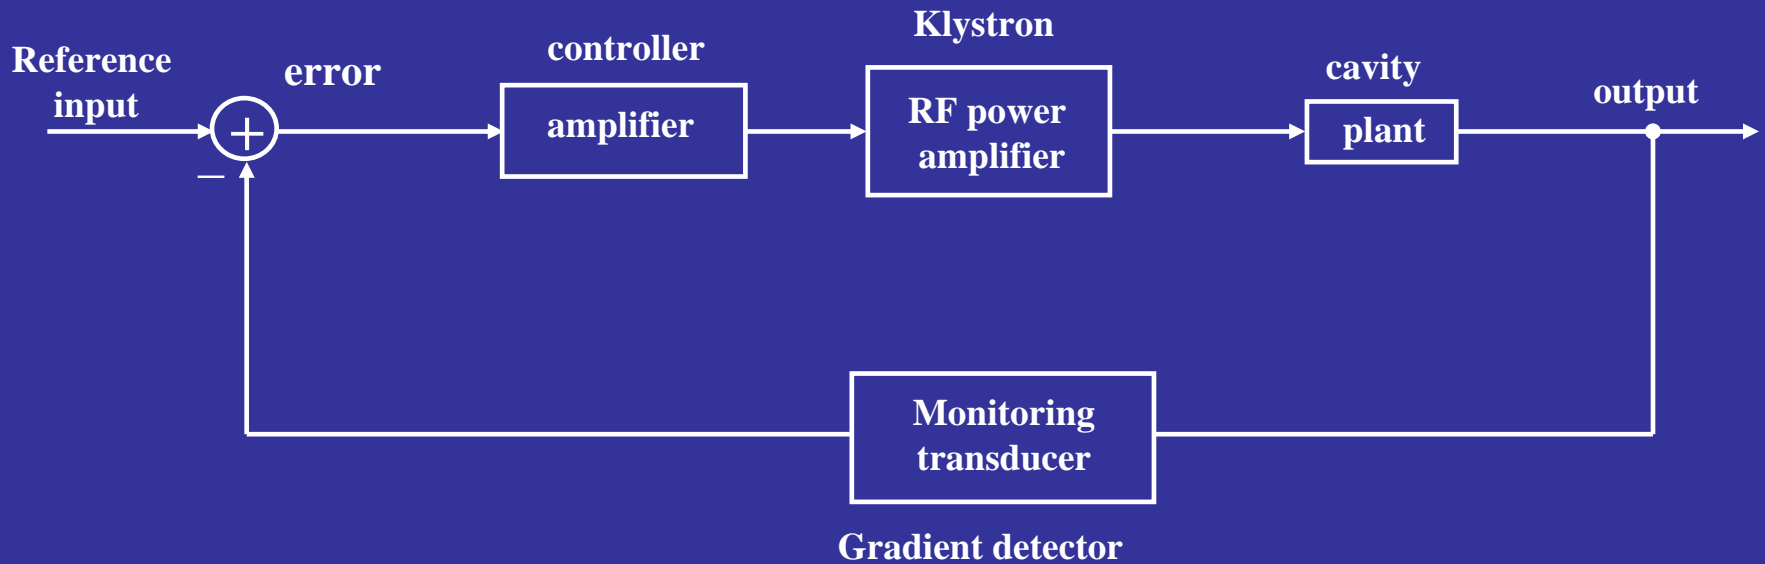 Reference
input
+
_
error
controller
amplifier
Klystron
RF power
amplifier
cavity
plant
output
Monitoring
transducer
Gradient detector